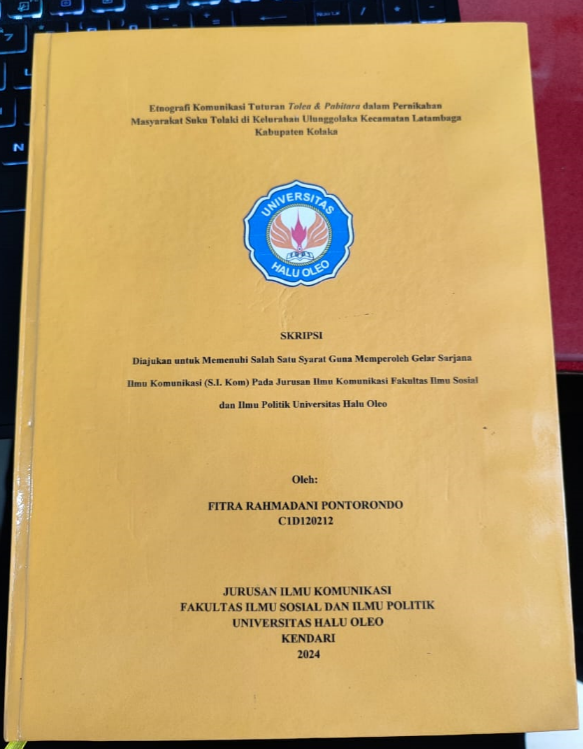 Etnografi Komunikasi Tuturan Tolea & Pabitara dalam Pernikahan
Masyarakat Suku Tolaki di Kelurahan Ulunggolaka Kecamatan Latambaga
Kabupaten Kolaka
UNIVERSITAS
HALU OLEO
SKRIPSI
Diajukan untuk Memenuhi Salah Satu Syarat Guna Memperoleh Gelar Sarjana
Ilmu Komunikasi (S.I. Kom) Pada Jurusan Ilmu Komunikasi Fakultas Ilmu Sosial
dan Ilmu Politik Universitas Halu Oleo
Oleh:
FITRA RAHMADANI PONTORONDO
C1D120212
JURUSAN ILMU KOMUNIKASI
FAKULTAS ILMU SOSIAL DAN ILMU POLITIK
UNIVERSITAS HALU OLEO
KENDARI
2024